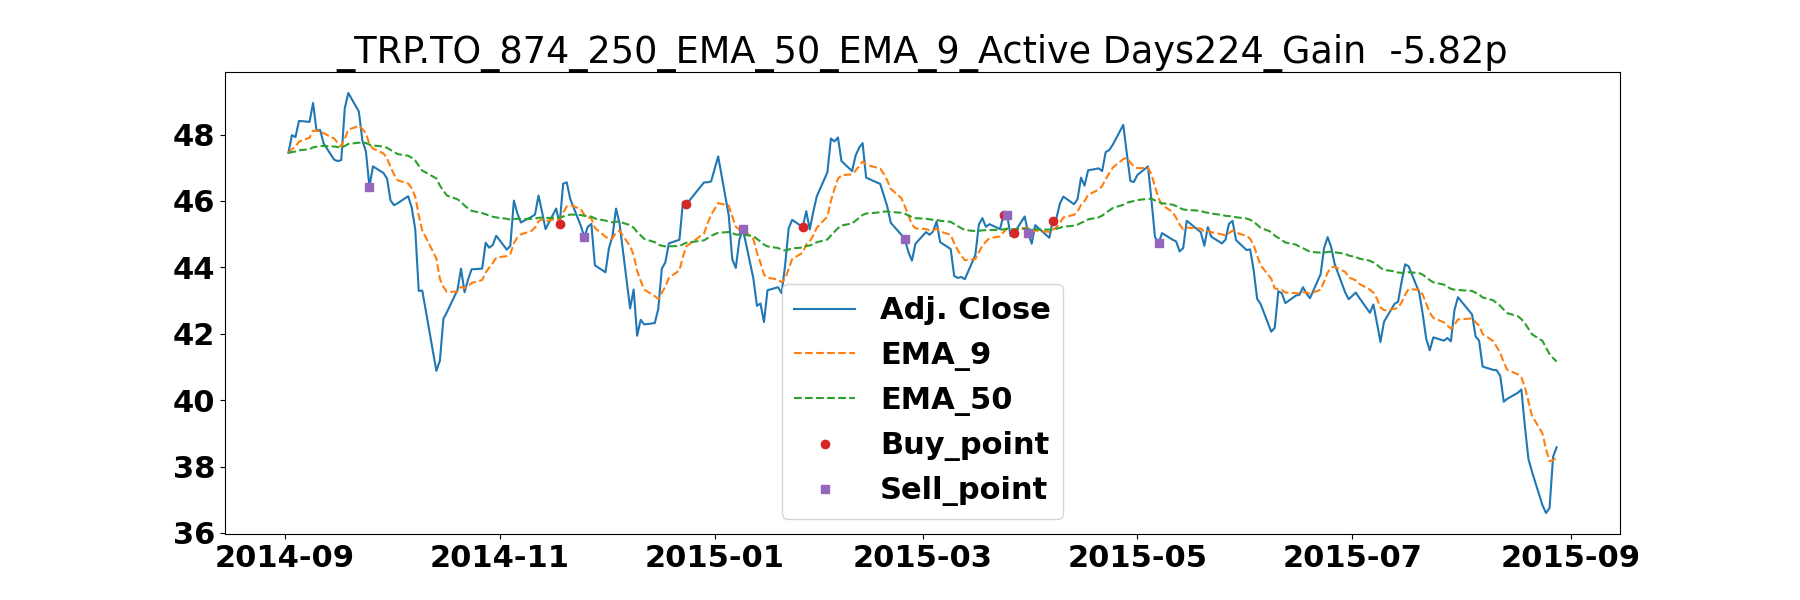 _TRP.TO_874_250_EMA_50_EMA_9_Active Days224_Gain  -5.82p
48
46
44
42
40
38
36
Adj. Close
EMA_9
EMA_50
Buy_point
Sell_point
2014-09 2014-11 2015-01 2015-03 2015-05 2015-07 2015-09